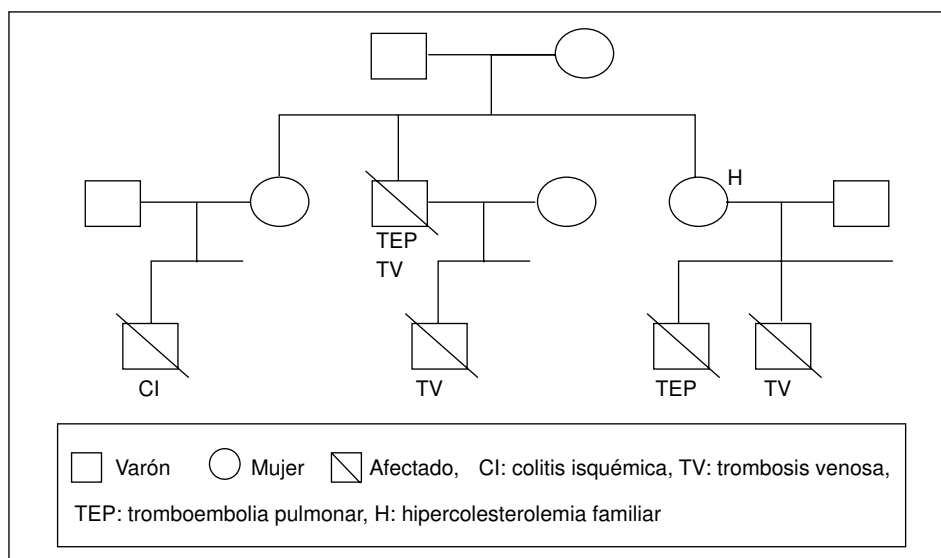 H
TEP
TV
CI
TV
TEP
TV
Varón Mujer Afectado, CI: colitis isquémica, TV: trombosis venosa,
TEP: tromboembolia pulmonar, H: hipercolesterolemia familiar